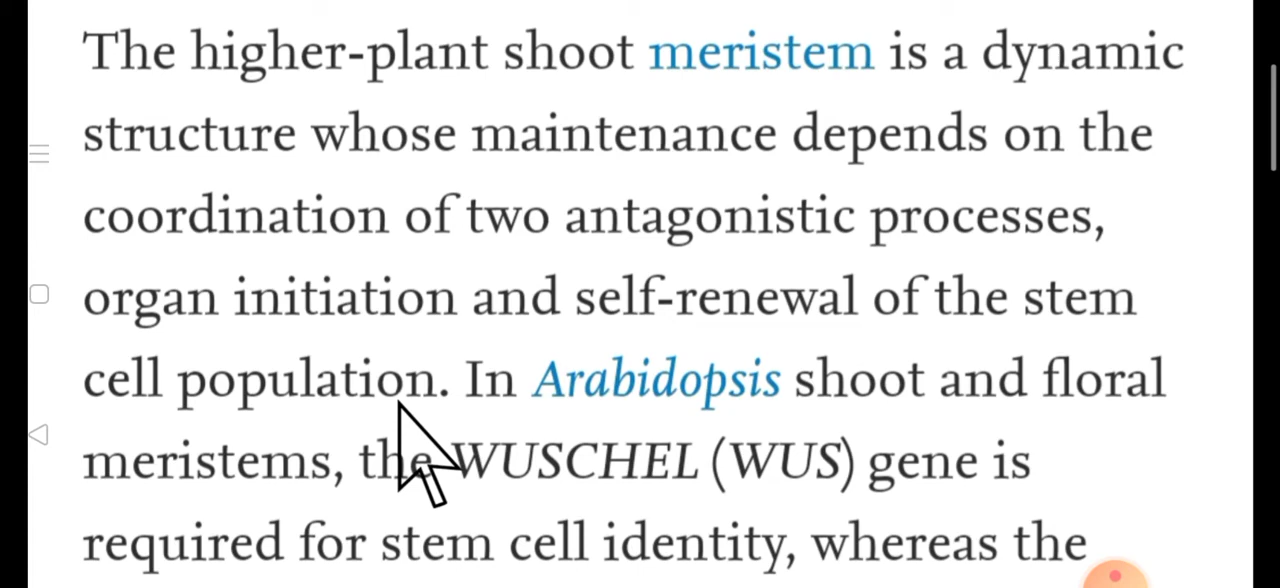 The higher-plant shoot meristem is a dynamic
structure whose maintenance depends on the
coordination of two antagonistic processes,
organ initiation and self-renewal of the stem
cell population. In Arabidopsis shoot and floral
meristems, the WUSCHEL (WUS) gene is
required for stem cell identity, whereas the